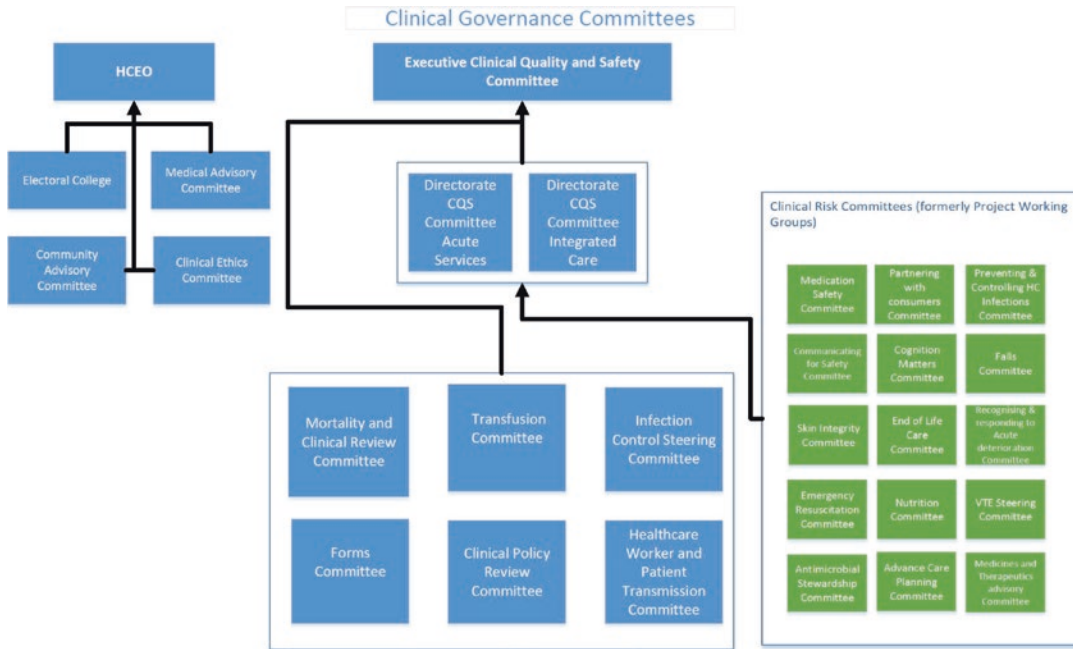 Clinical Governance Committees
HCEO
Executive Clinical Quality and Safety
Committee
Electoral College
Medical Advisory
Committee
Community
Advisory
Committee
Clinical Ethics
Committee
Directorate
CQS
Committee
Acute
Services
Directorate
CQS
Committee
Integrated
Care
Mortality and
Clinical Review
Committee
Transfusion
Committee
Infection
Control Steering
Committee
Forms
Committee
Clinical Policy
Review
Committee
Healthcare
Worker and
Patient
Transmission
Committee
Clinical Risk Committees (formerly Project Working
Groups)
Medication
Safety
Committee
Partnering
with
consumers
Committee
Preventing &
Controlling HC
Infections
Committee
Communicating
for Safety
Committee
Cognition
Matters
Committee
Falls
Committee
Skin Integrity
Committee
End of Life
Care
Committee
Recognising &
responding to
Acute
deterioration
Committee
Emergency
Resuscitation
Committee
Nutrition
Committee
VTE Steering
Committee
Antimicrobial
Stewardship
Committee
Advance Care
Planning
Committee
Medicines and
Therapeutics
advisory
Committee